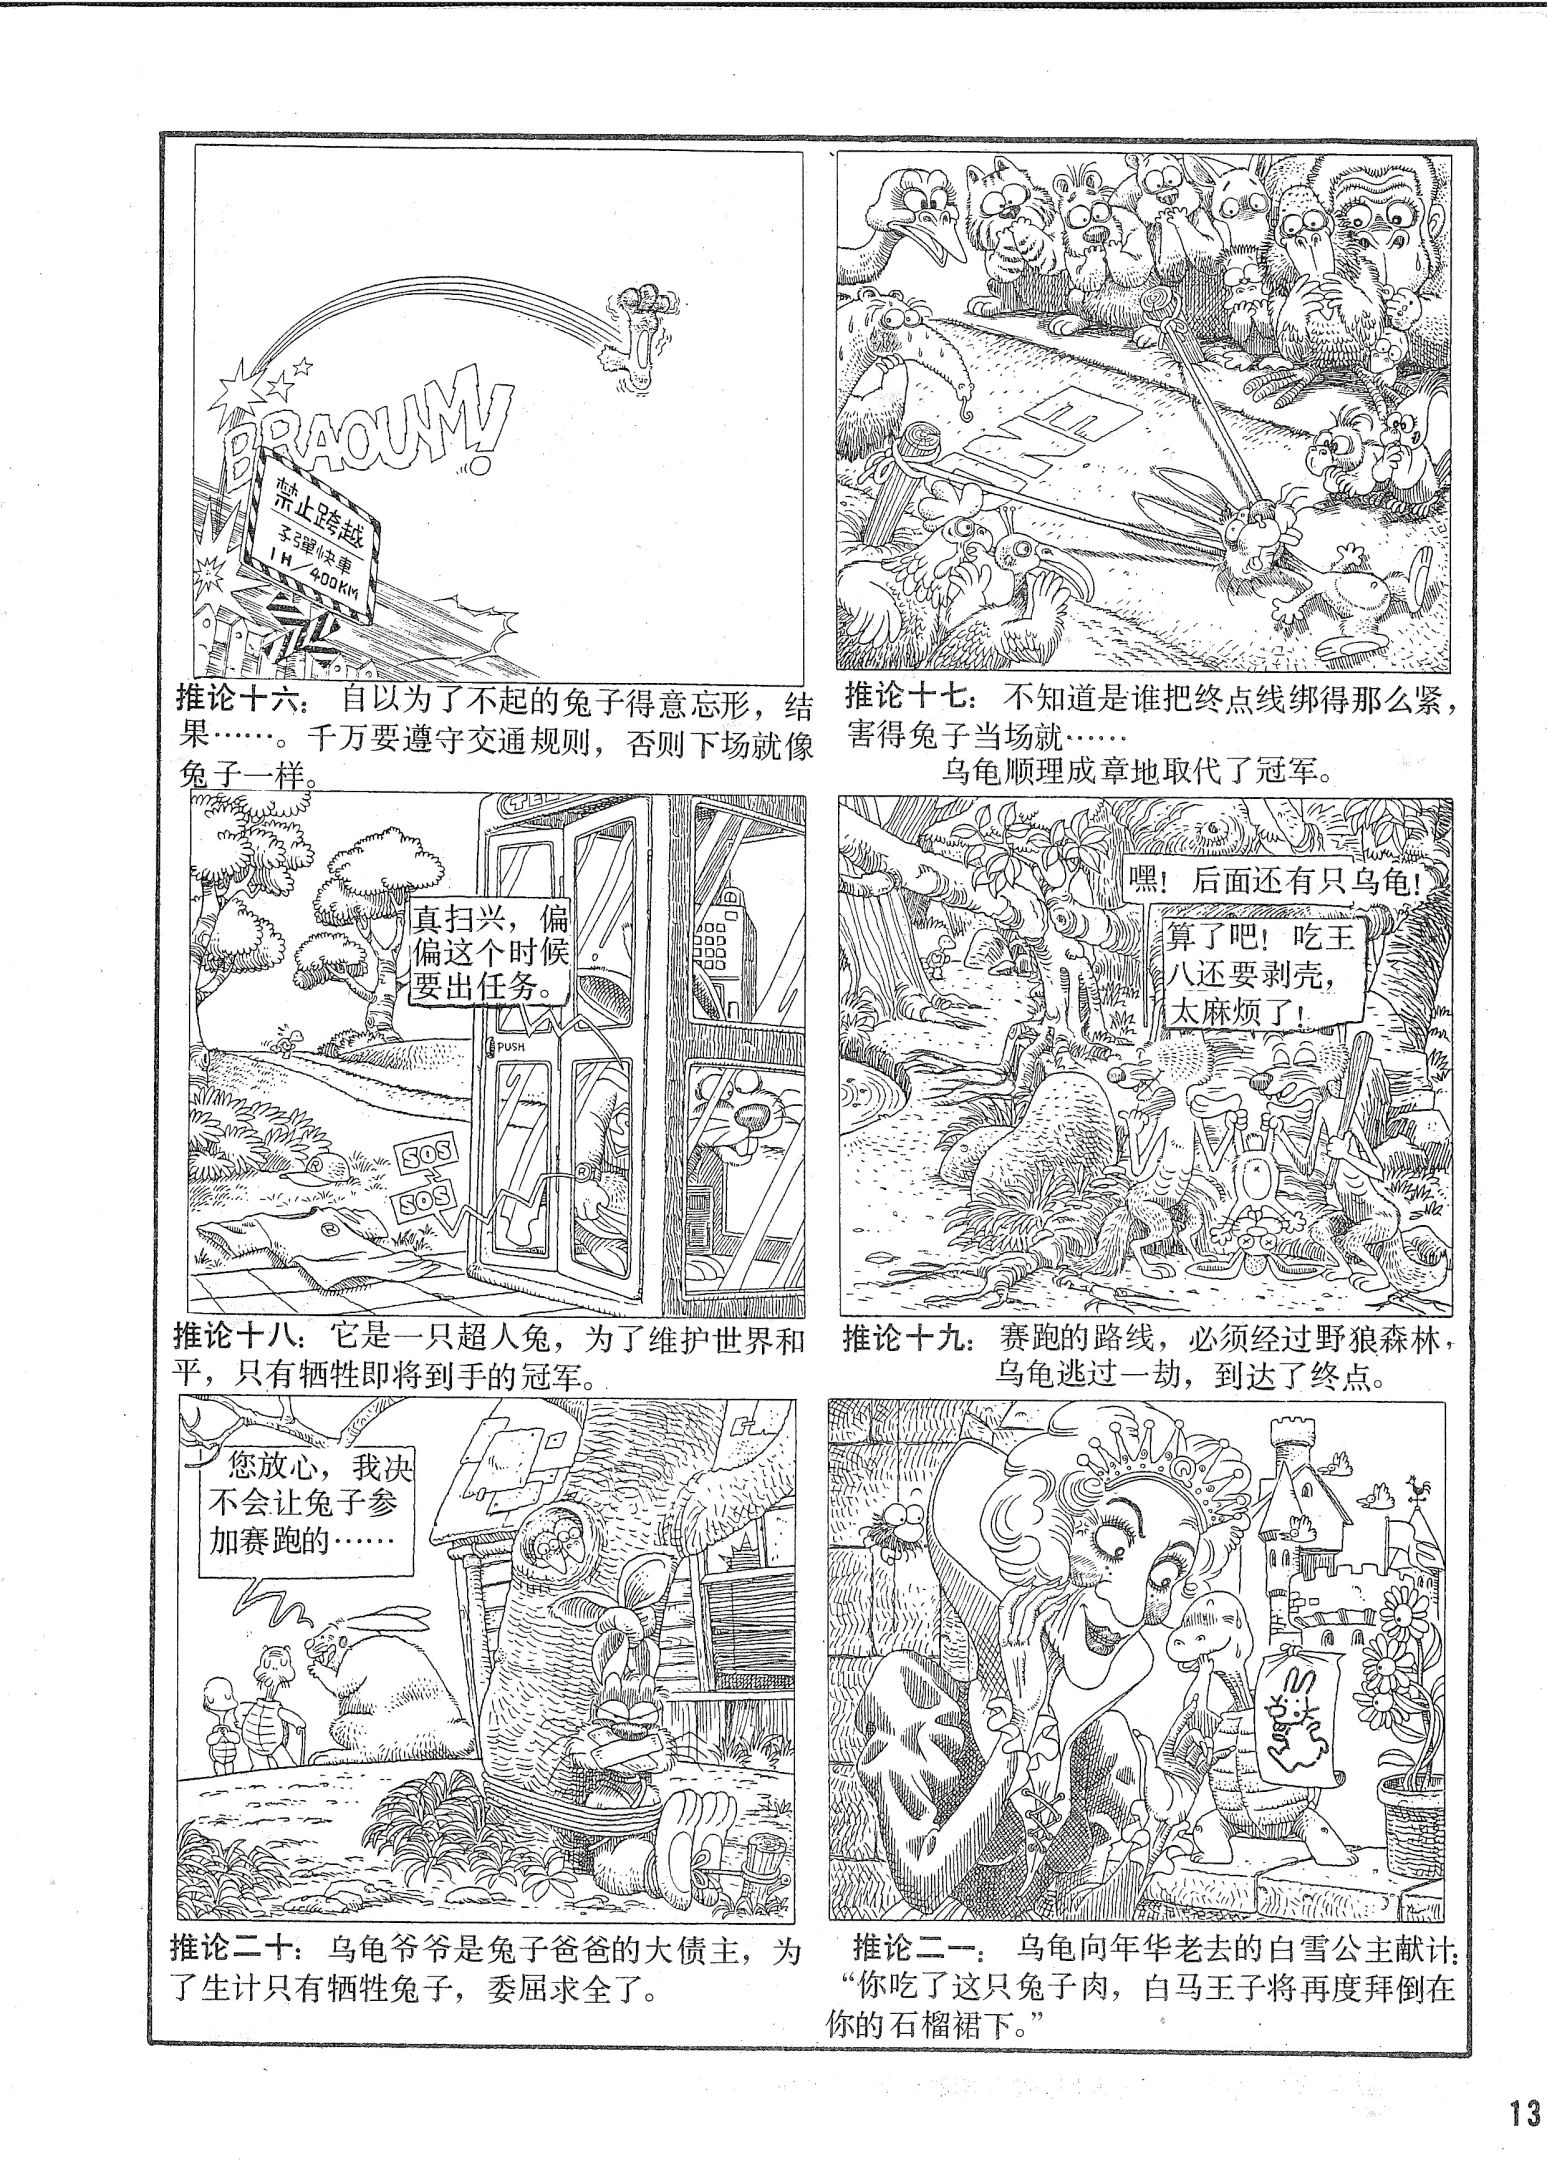 BRAOUM!
禁止跨越
子彈快車
1H/400KM
推论十六： 自以为了不起的兔子得意忘形，结
果……。千万要遵守交通规则，否则下场就像
兔子一样。
INE
推论十七： 不知道是谁把终点线绑得那么紧，
害得兔子当场就……
乌龟顺理成章地取代了冠军。
TEL
真扫兴，偏
偏这个时候
要出任务。
PUSH
SOS
SOS
R
R
推论十八： 它是一只超人兔，为了维护世界和
平，只有牺牲即将到手的冠军。
嘿！后面还有只乌龟！
算了吧！吃王
八还要剥壳，
太麻烦了！
推论十九： 赛跑的路线，必须经过野狼森林，
乌龟逃过一劫，到达了终点。
您放心，我决
不会让兔子参
加赛跑的……
推论二十： 乌龟爷爷是兔子爸爸的大债主，为
了生计只有牺牲兔子，委屈求全了。
推论二一： 乌龟向年华老去的白雪公主献计：
“你吃了这只兔子肉，白马王子将再度拜倒在
你的石榴裙下。”
13